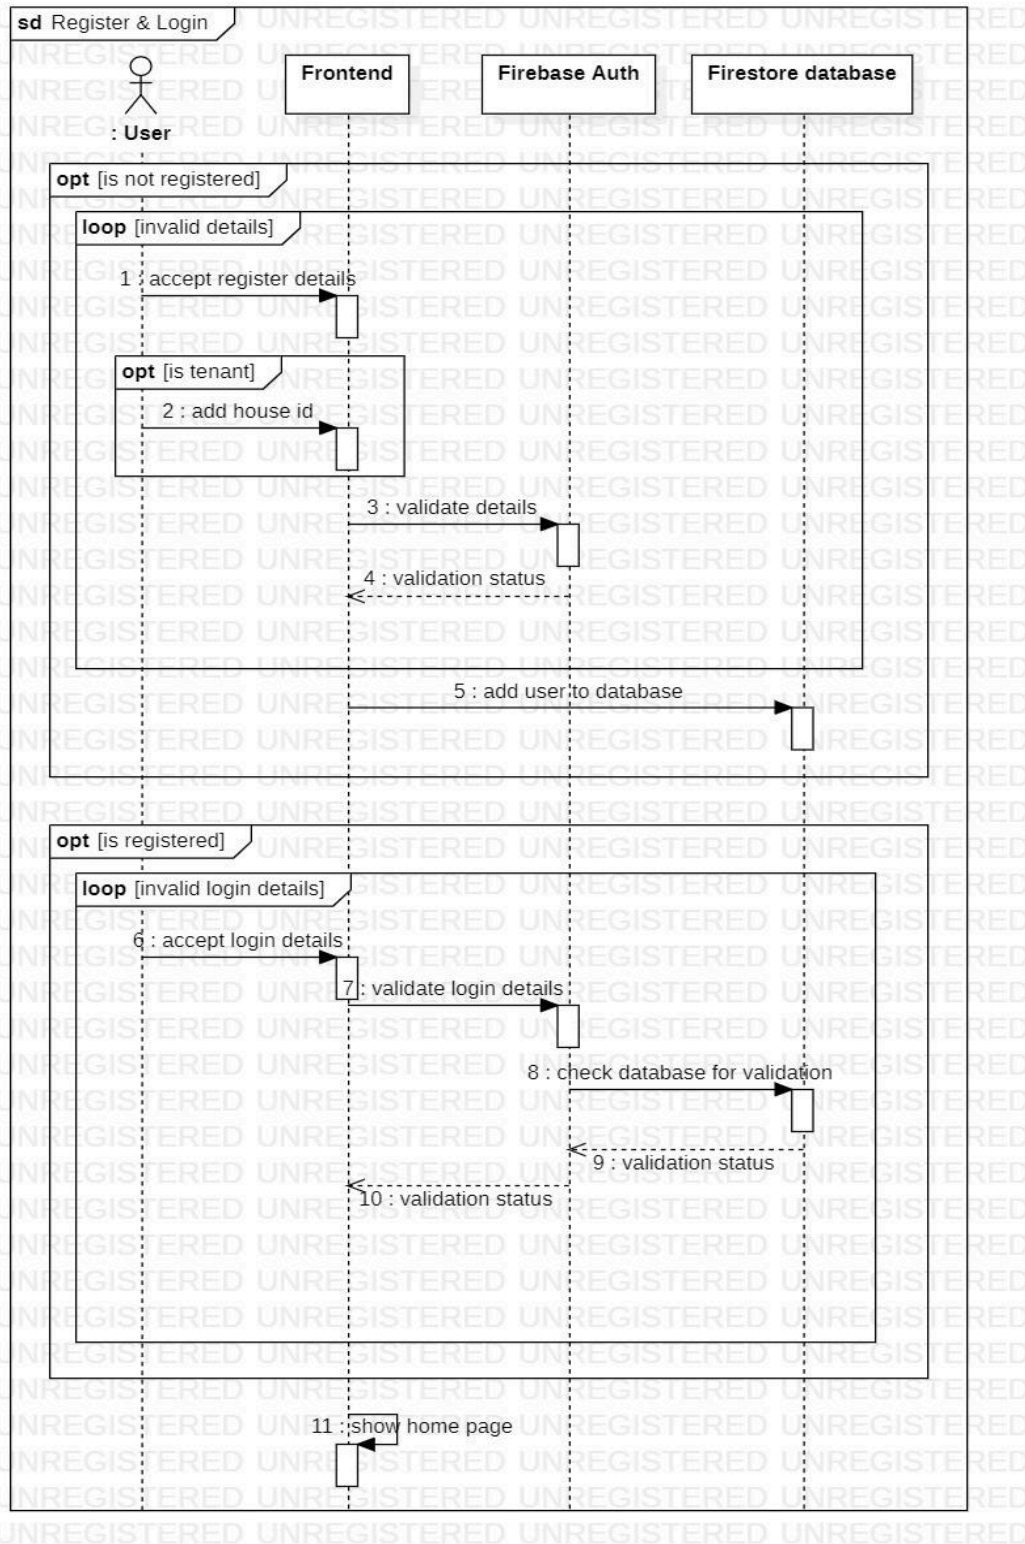 sd Register & Login
Frontend
Firebase Auth
Firestore database
: User
opt [is not registered]
loop [invalid details]
1 : accept register details
opt [is tenant]
2 : add house id
3 : validate details
4 : validation status
5 : add user to database
opt [is registered]
loop [invalid login details]
6 : accept login details
7 : validate login details
8 : check database for validation
9 : validation status
10 : validation status
11 : show home page
UNREGISTERED UNREGISTERED UNREGISTERED UNREGISTERED